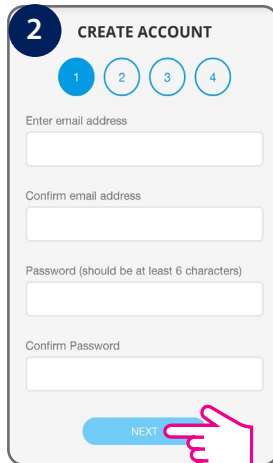 2
CREATE ACCOUNT
1 2 3 4
Enter email address
Confirm email address
Password (should be at least 6 characters)
Confirm Password
NEXT